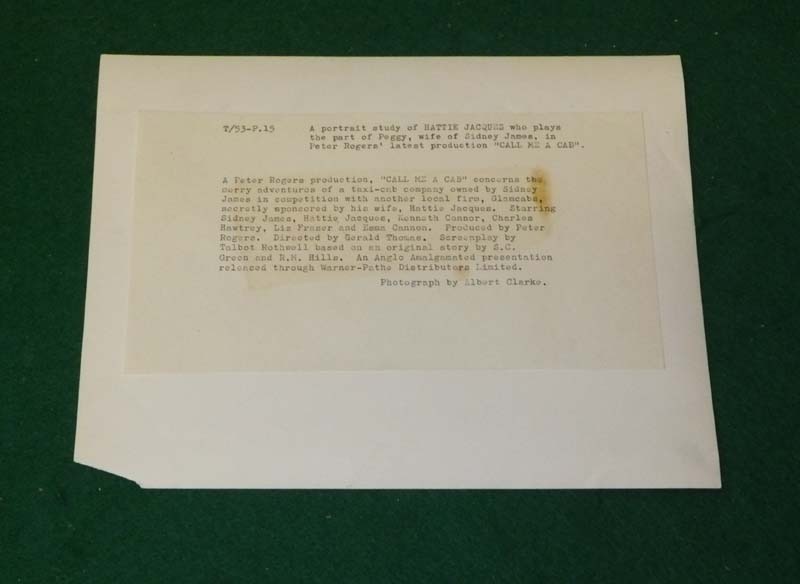 T/53-P.15 A portrait study of HATTIE JACQUES who plays
the part of Peggy, wife of Sidney James, in
Peter Rogers' latest production "CALL ME A CAB".
A Peter Rogers production, "CALL ME A CAB" concerns the
merry adventures of a taxi-cab company owned by Sidney
James in competition with another local firm, Glamcabs,
secretly sponsored by his wife, Hattie Jacques. Starring
Sidney James, Hattie Jacques, Kenneth Connor, Charles
Hawtrey, Liz Fraser and Esma Cannon. Produced by Peter
Rogers. Directed by Gerald Thomas. Screenplay by
Talbot Rothwell based on an original story by S.C.
Green and R.M. Hills. An Anglo Amalgamated presentation
released through Warner-Pathe Distributors Limited.
Photograph by Albert Clarke.